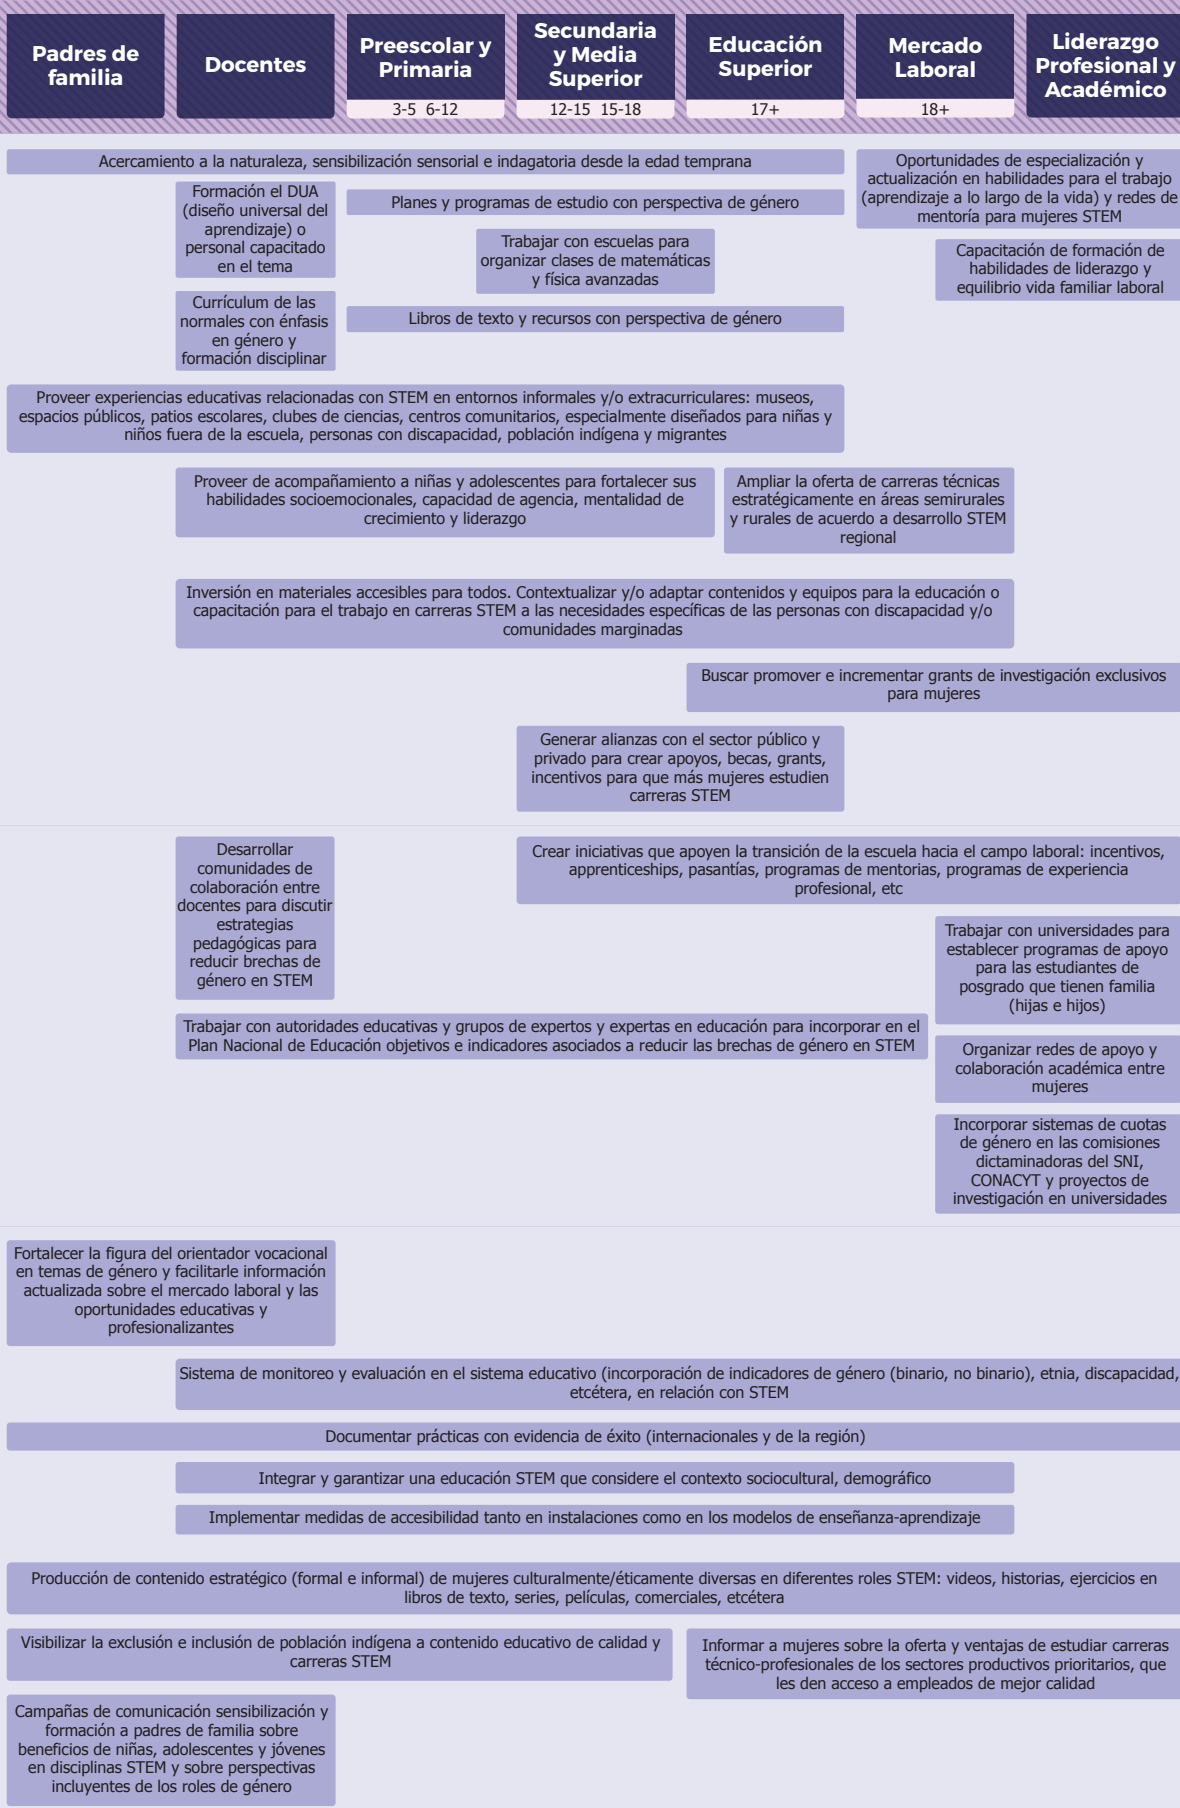 Padres de
familia
Docentes
Preescolar y
Primaria
3-5 6-12
Secundaria
y Media
Superior
12-15 15-18
Educación
Superior
17+
Mercado
Laboral
18+
Liderazgo
Profesional y
Académico
Acercamiento a la naturaleza, sensibilización sensorial e indagatoria desde la edad temprana
Oportunidades de especialización y
actualización en habilidades para el trabajo
(aprendizaje a lo largo de la vida) y redes de
mentoría para mujeres STEM
Formación el DUA
(diseño universal del
aprendizaje) o
personal capacitado
en el tema
Planes y programas de estudio con perspectiva de género
Trabajar con escuelas para
organizar clases de matemáticas
y física avanzadas
Capacitación de formación de
habilidades de liderazgo y
equilibrio vida familiar laboral
Currículum de las
normales con énfasis
en género y
formación disciplinar
Libros de texto y recursos con perspectiva de género
Proveer experiencias educativas relacionadas con STEM en entornos informales y/o extracurriculares: museos,
espacios públicos, patios escolares, clubes de ciencias, centros comunitarios, especialmente diseñados para niñas y
niños fuera de la escuela, personas con discapacidad, población indígena y migrantes
Proveer de acompañamiento a niñas y adolescentes para fortalecer sus
habilidades socioemocionales, capacidad de agencia, mentalidad de
crecimiento y liderazgo
Ampliar la oferta de carreras técnicas
estratégicamente en áreas semirurales
y rurales de acuerdo a desarrollo STEM
regional
Inversión en materiales accesibles para todos. Contextualizar y/o adaptar contenidos y equipos para la educación o
capacitación para el trabajo en carreras STEM a las necesidades específicas de las personas con discapacidad y/o
comunidades marginadas
Buscar promover e incrementar grants de investigación exclusivos
para mujeres
Generar alianzas con el sector público y
privado para crear apoyos, becas, grants,
incentivos para que más mujeres estudien
carreras STEM
Desarrollar
comunidades de
colaboración entre
docentes para discutir
estrategias
pedagógicas para
reducir brechas de
género en STEM
Crear iniciativas que apoyen la transición de la escuela hacia el campo laboral: incentivos,
apprenticeships, pasantías, programas de mentorias, programas de experiencia
profesional, etc
Trabajar con universidades para
establecer programas de apoyo
para las estudiantes de
posgrado que tienen familia
(hijas e hijos)
Trabajar con autoridades educativas y grupos de expertos y expertas en educación para incorporar en el
Plan Nacional de Educación objetivos e indicadores asociados a reducir las brechas de género en STEM
Organizar redes de apoyo y
colaboración académica entre
mujeres
Incorporar sistemas de cuotas
de género en las comisiones
dictaminadoras del SNI,
CONACYT y proyectos de
investigación en universidades
Fortalecer la figura del orientador vocacional
en temas de género y facilitarle información
actualizada sobre el mercado laboral y las
oportunidades educativas y
profesionalizantes
Sistema de monitoreo y evaluación en el sistema educativo (incorporación de indicadores de género (binario, no binario), etnia, discapacidad,
etcétera, en relación con STEM
Documentar prácticas con evidencia de éxito (internacionales y de la región)
Integrar y garantizar una educación STEM que considere el contexto sociocultural, demográfico
Implementar medidas de accesibilidad tanto en instalaciones como en los modelos de enseñanza-aprendizaje
Producción de contenido estratégico (formal e informal) de mujeres culturalmente/éticamente diversas en diferentes roles STEM: videos, historias, ejercicios en
libros de texto, series, películas, comerciales, etcétera
Visibilizar la exclusión e inclusión de población indígena a contenido educativo de calidad y
carreras STEM
Informar a mujeres sobre la oferta y ventajas de estudiar carreras
técnico-profesionales de los sectores productivos prioritarios, que
les den acceso a empleados de mejor calidad
Campañas de comunicación sensibilización y
formación a padres de familia sobre
beneficios de niñas, adolescentes y jóvenes
en disciplinas STEM y sobre perspectivas
incluyentes de los roles de género